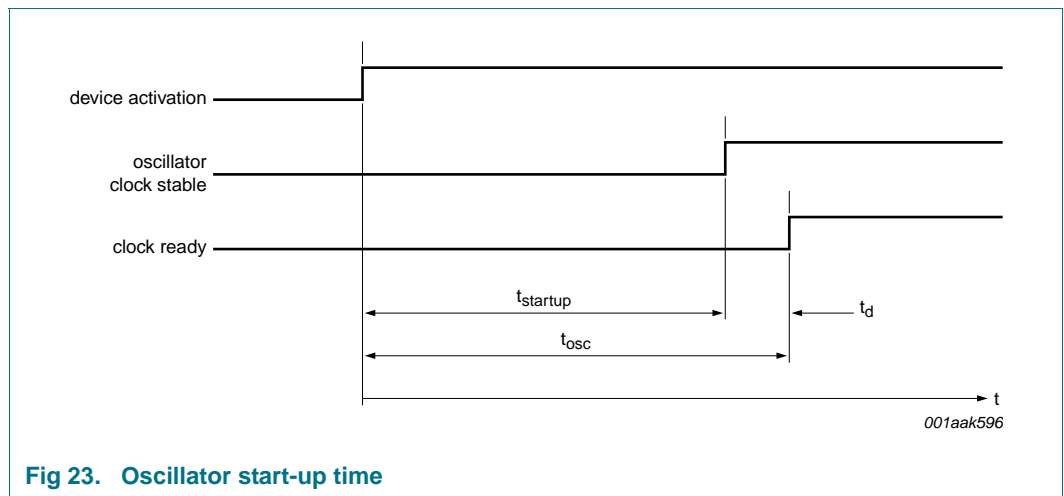 device activation
oscillator
clock stable
clock ready
tstartup
td
tosc
t
001aak596
Fig 23. Oscillator start-up time